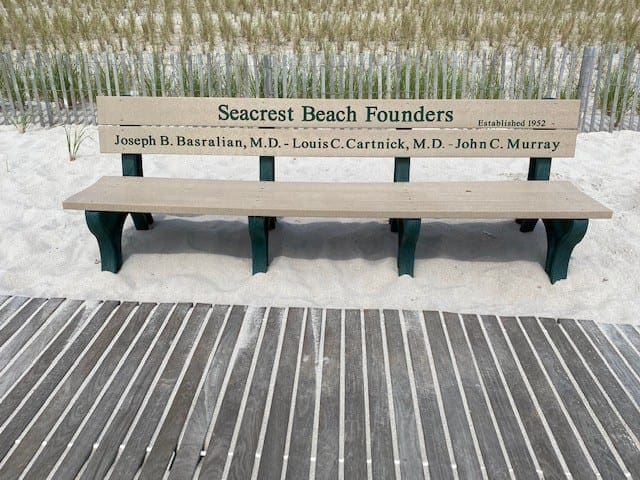 Seacrest Beach Founders
Established 1952
Joseph B. Basralian, M.D. - Louis C. Cartnick, M.D. - John C. Murray